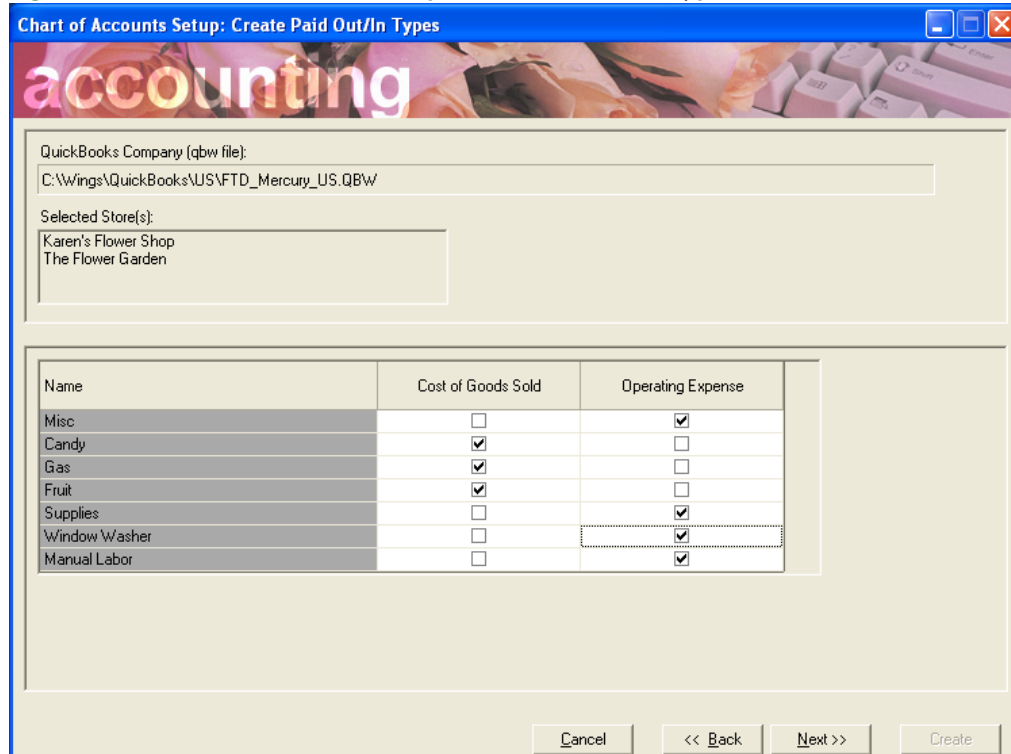 Chart of Accounts Setup: Create Paid Out/In Types
accounting
QuickBooks Company (qbw file):
C:\Wings\QuickBooks\US\FTD_Mercury_US.QBW
Selected Store(s):
Karen's Flower Shop
The Flower Garden
Name Cost of Goods Sold Operating Expense
Misc
Candy
Gas
Fruit
Supplies
Window Washer
Manual Labor
Cancel << Back Next >> Create